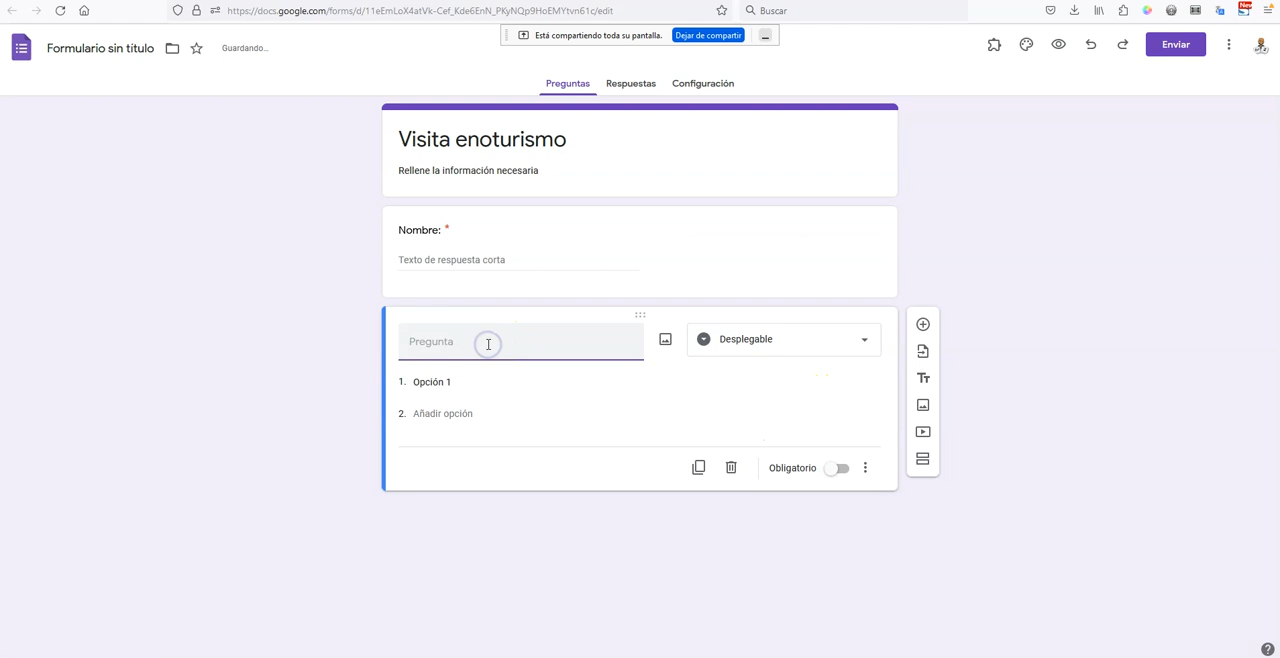 https://docs.google.com/forms/d/11eEmLoX4atVk-Cef_Kde6EnN_PKyNQp9HoEMYtvn61c/edit
Buscar
New
Formulario sin título
Guardando...
Está compartiendo toda su pantalla.
Dejar de compartir
Enviar
Preguntas
Respuestas
Configuración
Visita enoturismo
Rellene la información necesaria
Nombre: *
Texto de respuesta corta
Pregunta
Desplegable
1. Opción 1
2. Añadir opción
Obligatorio